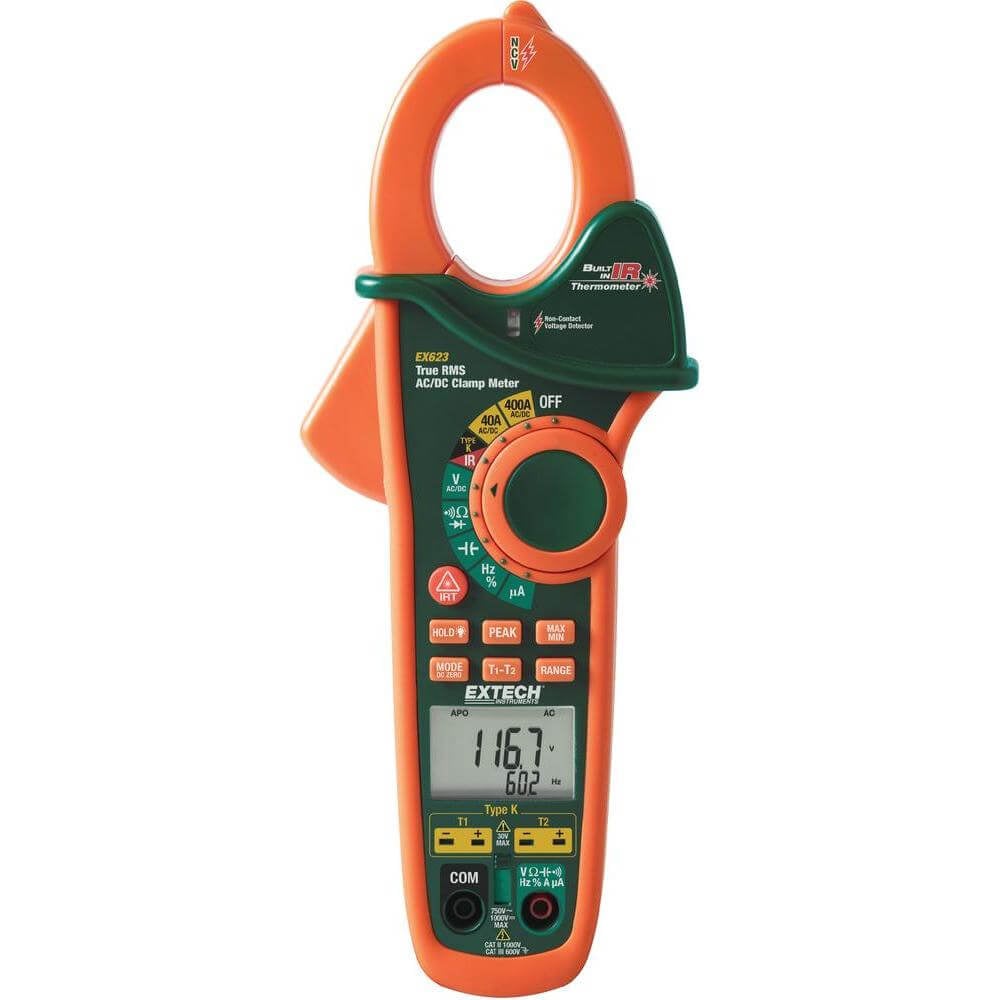 NCV
BUILT IN IR
Thermometer
Non-Contact
Voltage Detector
EX623
True RMS
AC/DC Clamp Meter
OFF
400A
AC/DC
40A
AC/DC
TYPE
K
IR
V
AC/DC
Ω
Hz
%
µA
IRT
HOLD
PEAK
MAX
MIN
MODE
DC ZERO
T1-T2
RANGE
EXTECH
INSTRUMENTS
APO AC
116.7 V
60.2 Hz
Type K
T1 T2
- + 30V MAX - +
COM
V Ω
Hz % A µA
750V~
1000V
MAX
CAT II 1000V
CAT III 600V